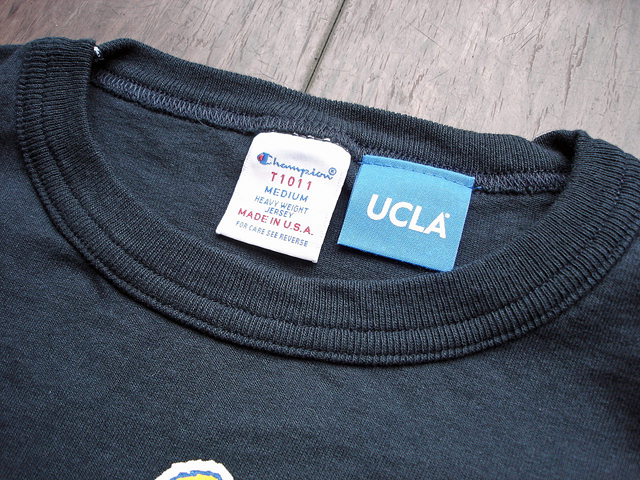 Champion®
T1011
MEDIUM
HEAVY WEIGHT
JERSEY
MADE IN U.S.A.
FOR CARE SEE REVERSE
UCLA